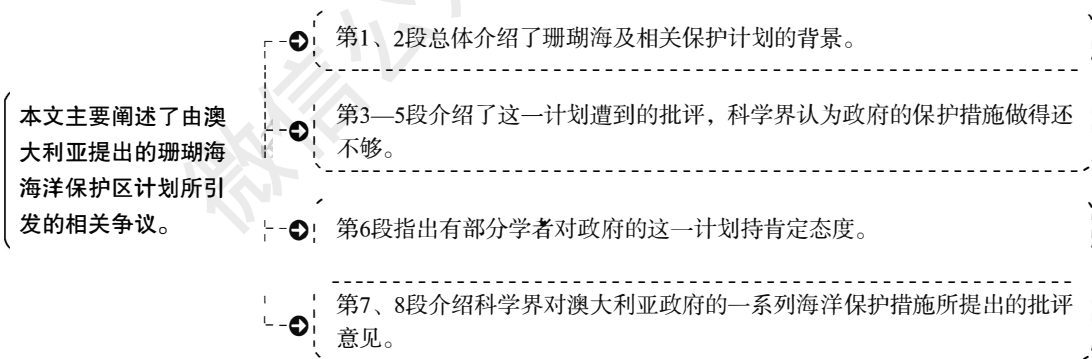 第1、2段总体介绍了珊瑚海及相关保护计划的背景。
本文主要阐述了由澳
大利亚提出的珊瑚海
海洋保护区计划所引
发的相关争议。
第3—5段介绍了这一计划遭到的批评，科学界认为政府的保护措施做得还
不够。
第6段指出有部分学者对政府的这一计划持肯定态度。
第7、8段介绍科学界对澳大利亚政府的一系列海洋保护措施所提出的批评
意见。
微信公